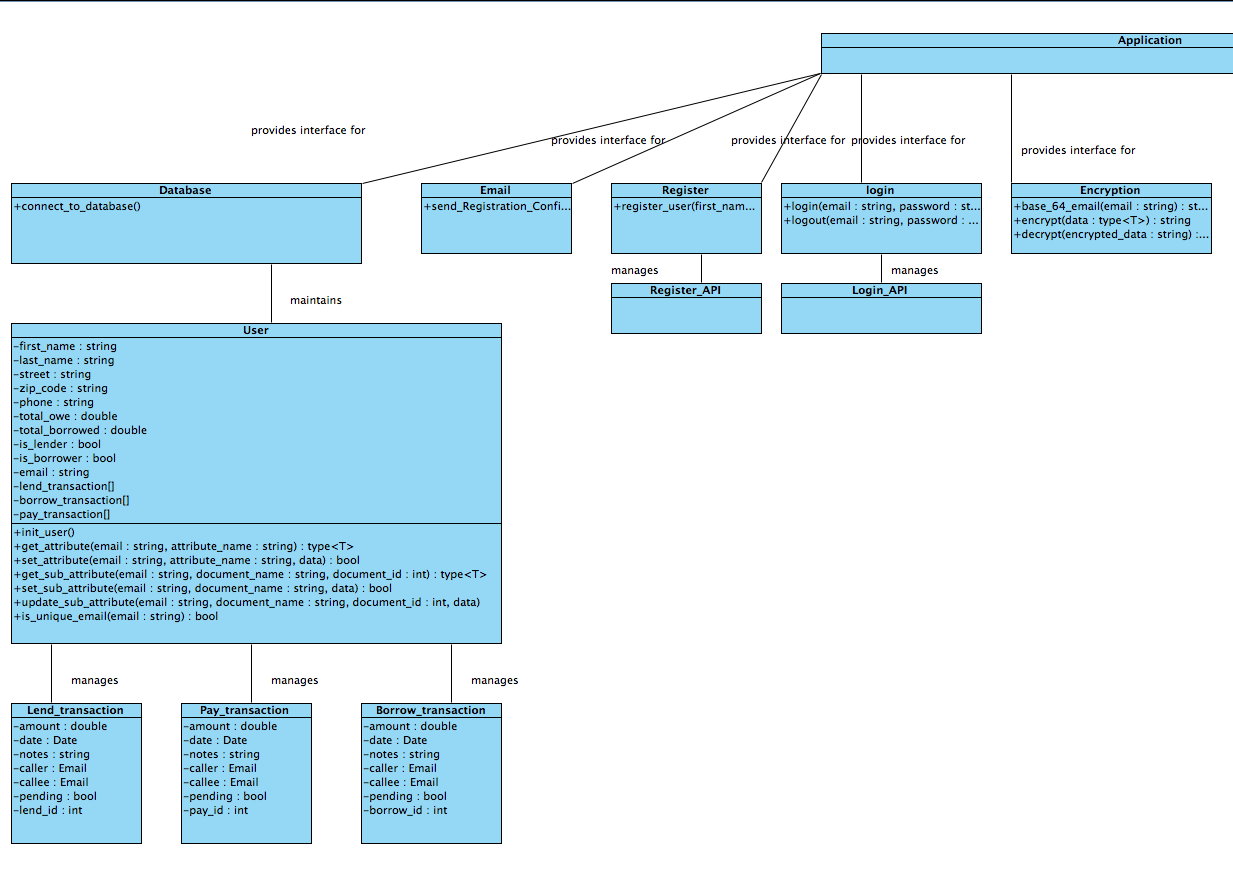 Application
provides interface for
provides interface for
provides interface for
provides interface for
provides interface for
Database
+connect_to_database()
Email
+send_Registration_Confi...
Register
+register_user(first_nam...
login
+login(email : string, password : st...
+logout(email : string, password : ...
Encryption
+base_64_email(email : string) : st...
+encrypt(data : type<T>) : string
+decrypt(encrypted_data : string) :...
maintains
manages
manages
Register_API
Login_API
User
-first_name : string
-last_name : string
-street : string
-zip_code : string
-phone : string
-total_owe : double
-total_borrowed : double
-is_lender : bool
-is_borrower : bool
-email : string
-lend_transaction[]
-borrow_transaction[]
-pay_transaction[]
+init_user()
+get_attribute(email : string, attribute_name : string) : type<T>
+set_attribute(email : string, attribute_name : string, data) : bool
+get_sub_attribute(email : string, document_name : string, document_id : int) : type<T>
+set_sub_attribute(email : string, document_name : string, data) : bool
+update_sub_attribute(email : string, document_name : string, document_id : int, data)
+is_unique_email(email : string) : bool
manages
manages
manages
Lend_transaction
-amount : double
-date : Date
-notes : string
-caller : Email
-callee : Email
-pending : bool
-lend_id : int
Pay_transaction
-amount : double
-date : Date
-notes : string
-caller : Email
-callee : Email
-pending : bool
-pay_id : int
Borrow_transaction
-amount : double
-date : Date
-notes : string
-caller : Email
-callee : Email
-pending : bool
-borrow_id : int